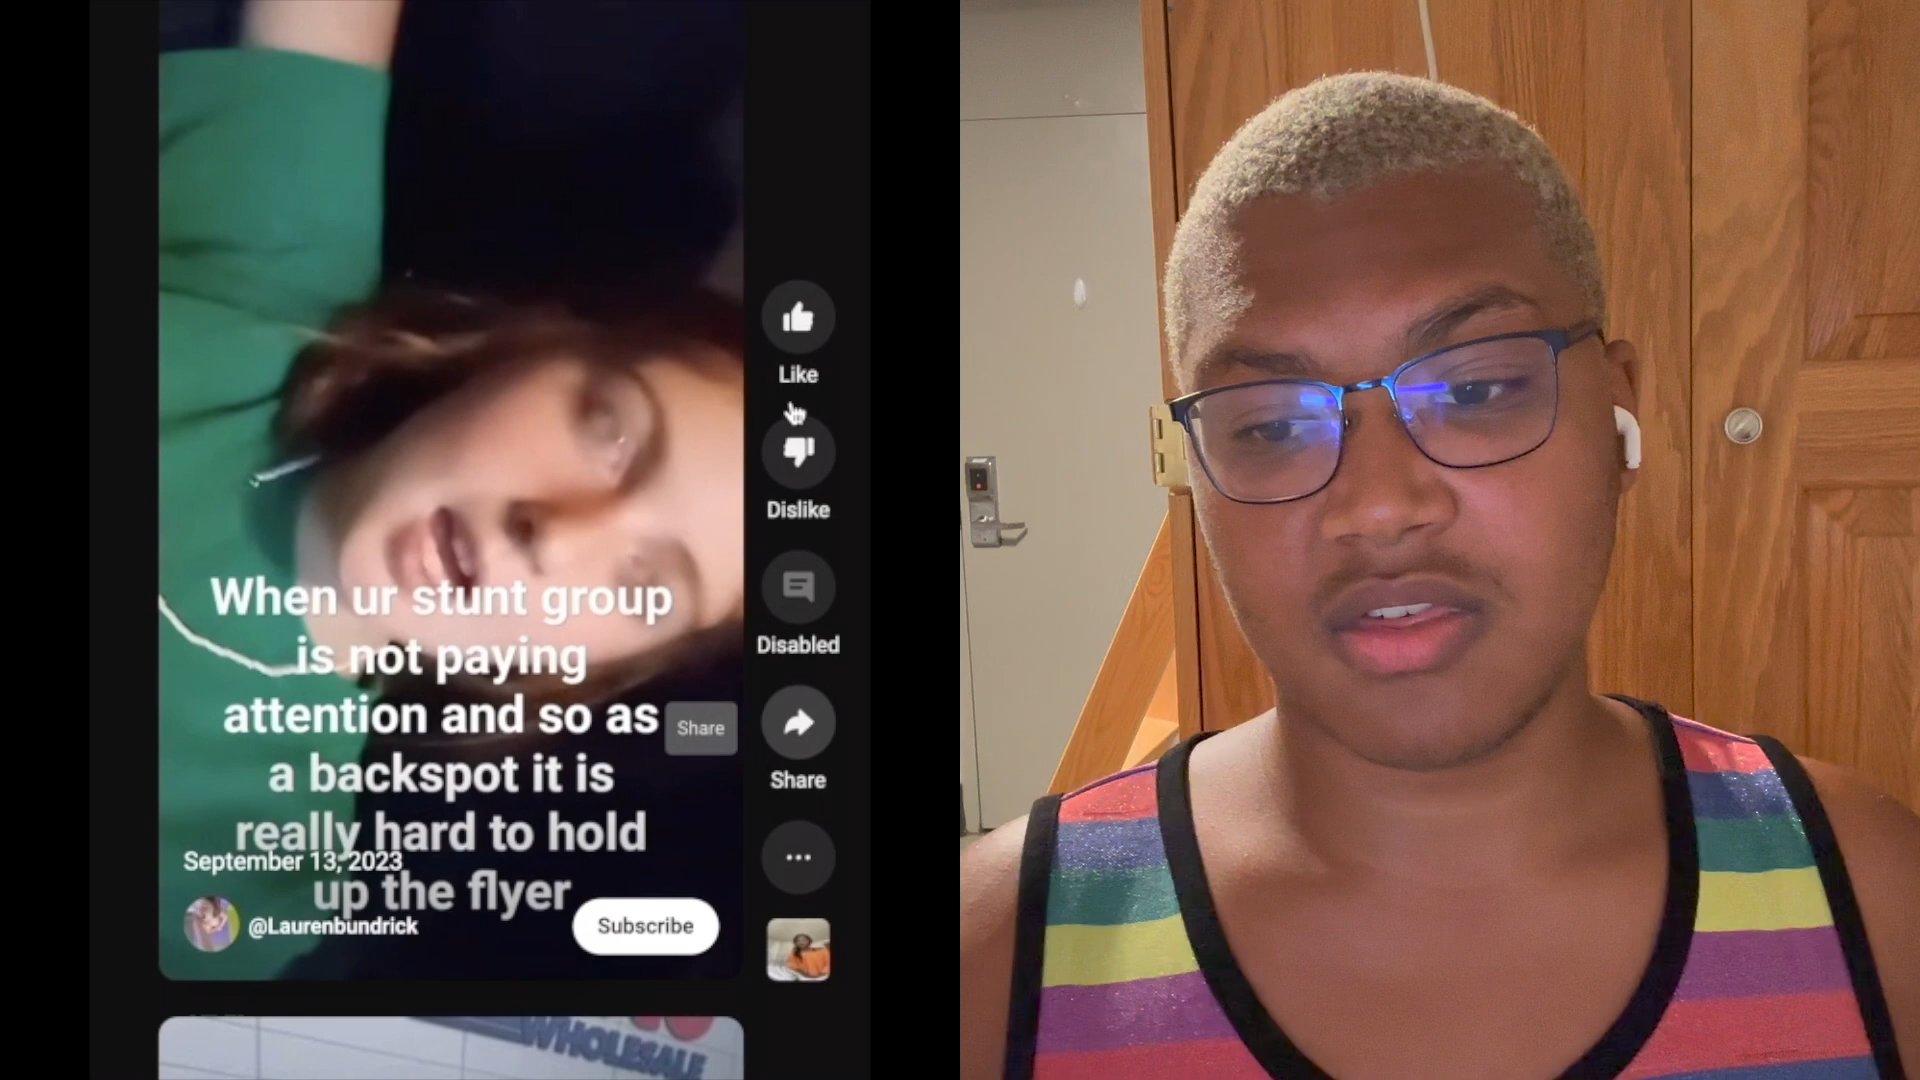 Like
Dislike
Disabled
Share
Share
When ur stunt group
is not paying
attention and so as
a backspot it is
really hard to hold
up the flyer
September 13, 2023
@Laurenbundrick
Subscribe
WHOLESALE